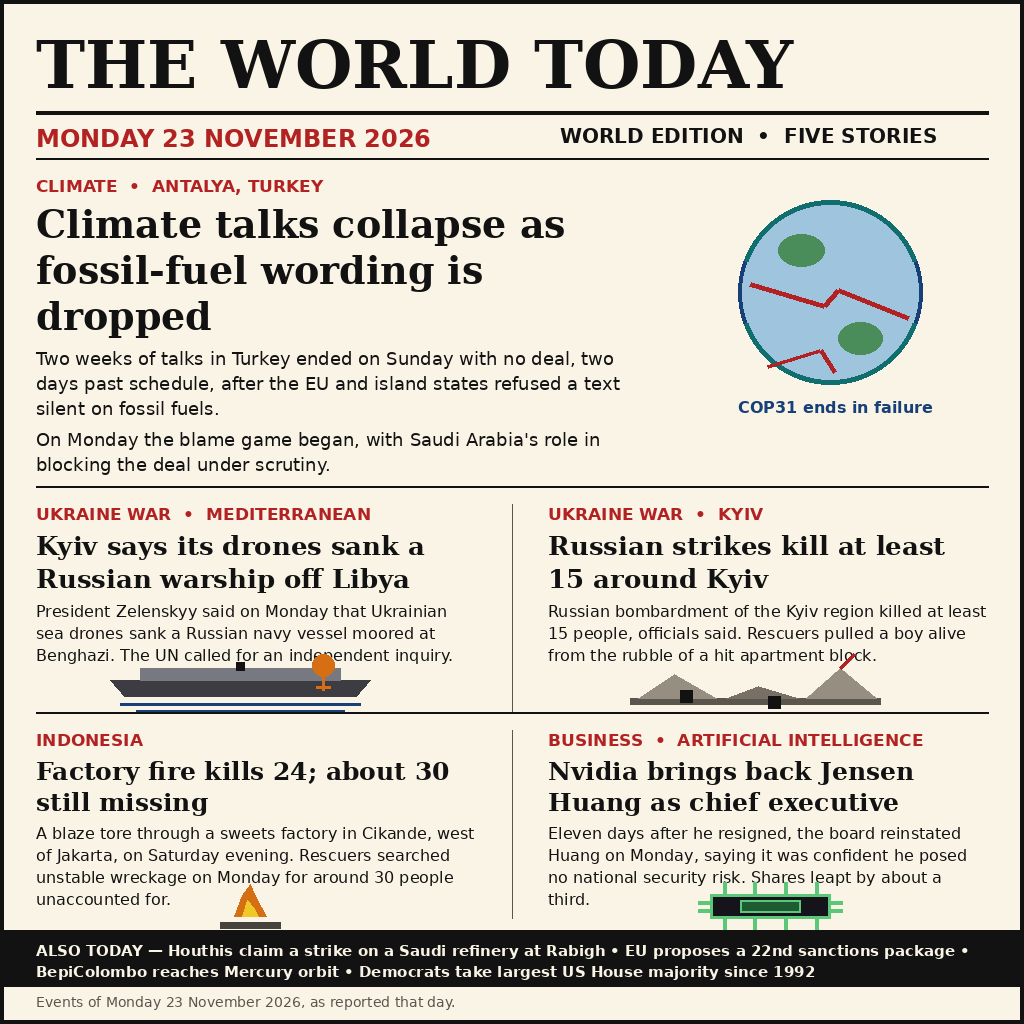 THE WORLD TODAY
MONDAY 23 NOVEMBER 2026
WORLD EDITION • FIVE STORIES
CLIMATE • ANTALYA, TURKEY
Climate talks collapse as
fossil-fuel wording is
dropped
Two weeks of talks in Turkey ended on Sunday with no deal, two
days past schedule, after the EU and island states refused a text
silent on fossil fuels.
On Monday the blame game began, with Saudi Arabia's role in
blocking the deal under scrutiny.
COP31 ends in failure
UKRAINE WAR • MEDITERRANEAN
Kyiv says its drones sank a
Russian warship off Libya
President Zelenskyy said on Monday that Ukrainian
sea drones sank a Russian navy vessel moored at
Benghazi. The UN called for an independent inquiry.
UKRAINE WAR • KYIV
Russian strikes kill at least
15 around Kyiv
Russian bombardment of the Kyiv region killed at least
15 people, officials said. Rescuers pulled a boy alive
from the rubble of a hit apartment block.
INDONESIA
Factory fire kills 24; about 30
still missing
A blaze tore through a sweets factory in Cikande, west
of Jakarta, on Saturday evening. Rescuers searched
unstable wreckage on Monday for around 30 people
unaccounted for.
BUSINESS • ARTIFICIAL INTELLIGENCE
Nvidia brings back Jensen
Huang as chief executive
Eleven days after he resigned, the board reinstated
Huang on Monday, saying it was confident he posed
no national security risk. Shares leapt by about a
third.
ALSO TODAY — Houthis claim a strike on a Saudi refinery at Rabigh • EU proposes a 22nd sanctions package •
BepiColombo reaches Mercury orbit • Democrats take largest US House majority since 1992
Events of Monday 23 November 2026, as reported that day.